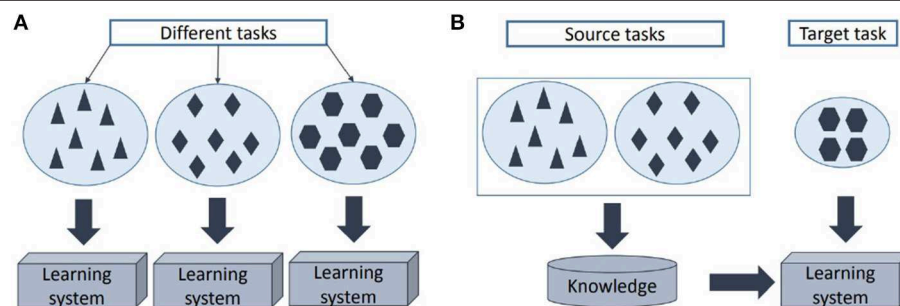 A
Different tasks
Learning
system
Learning
system
Learning
system
B
Source tasks
Target task
Knowledge
Learning
system